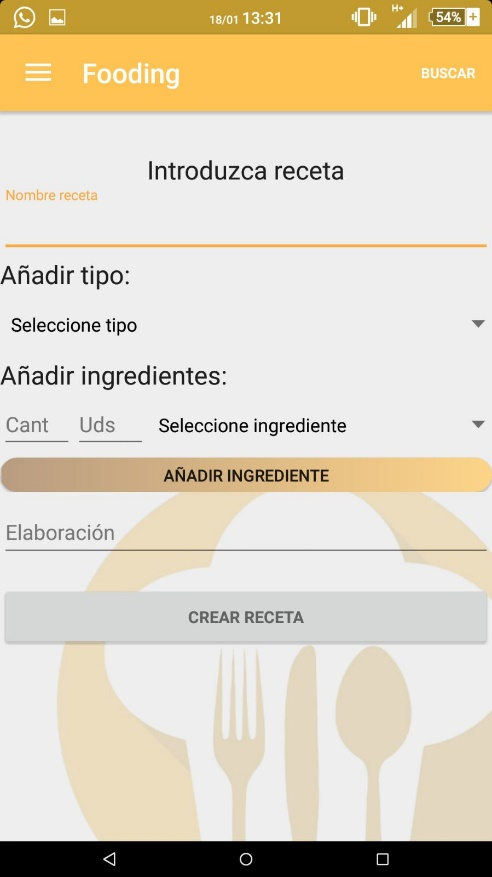 18/01 13:31 H+ 54%
Fooding BUSCAR
Introduzca receta
Nombre receta
Añadir tipo:
Seleccione tipo
Añadir ingredientes:
Cant Uds Seleccione ingrediente
AÑADIR INGREDIENTE
Elaboración
CREAR RECETA